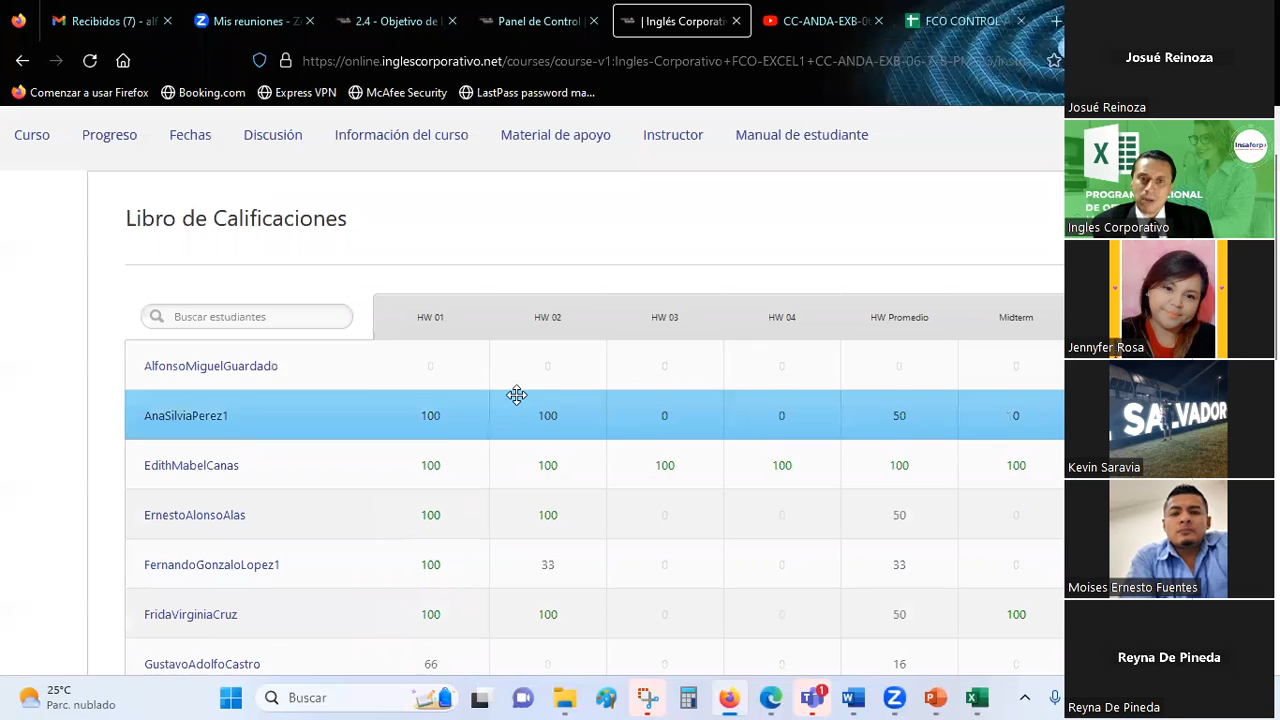 Recibidos (7) - alf
Mis reuniones - Z
2.4 - Objetivo de l
Panel de Control |
| Inglés Corporati
CC-ANDA-EXB-0
FCO CONTROL
https://online.inglescorporativo.net/courses/course-v1:Ingles-Corporativo+FCO-EXCEL1+CC-ANDA-EXB-06
Comenzar a usar Firefox
Booking.com
Express VPN
McAfee Security
LastPass password ma...
Curso Progreso Fechas Discusión Información del curso Material de apoyo Instructor Manual de estudiante
Libro de Calificaciones
Buscar estudiantes
HW 01 HW 02 HW 03 HW 04 HW Promedio Midterm
AlfonsoMiguelGuardado 0 0 0 0 0 0
AnaSilviaPerez1 100 100 0 0 50 0
EdithMabelCanas 100 100 100 100 100 100
ErnestoAlonsoAlas 100 100 0 0 50 0
FernandoGonzaloLopez1 100 33 0 0 33 0
FridaVirginiaCruz 100 100 0 0 50 100
GustavoAdolfoCastro 66 0 0 0 16 0
25°C
Parc. nublado
Buscar
1
Josué Reinoza
Josué Reinoza
X
Insaforp
Ingles Corporativo
Jennyfer Rosa
SALVADOR
Kevin Saravia
Moises Ernesto Fuentes
Reyna De Pineda
Reyna De Pineda